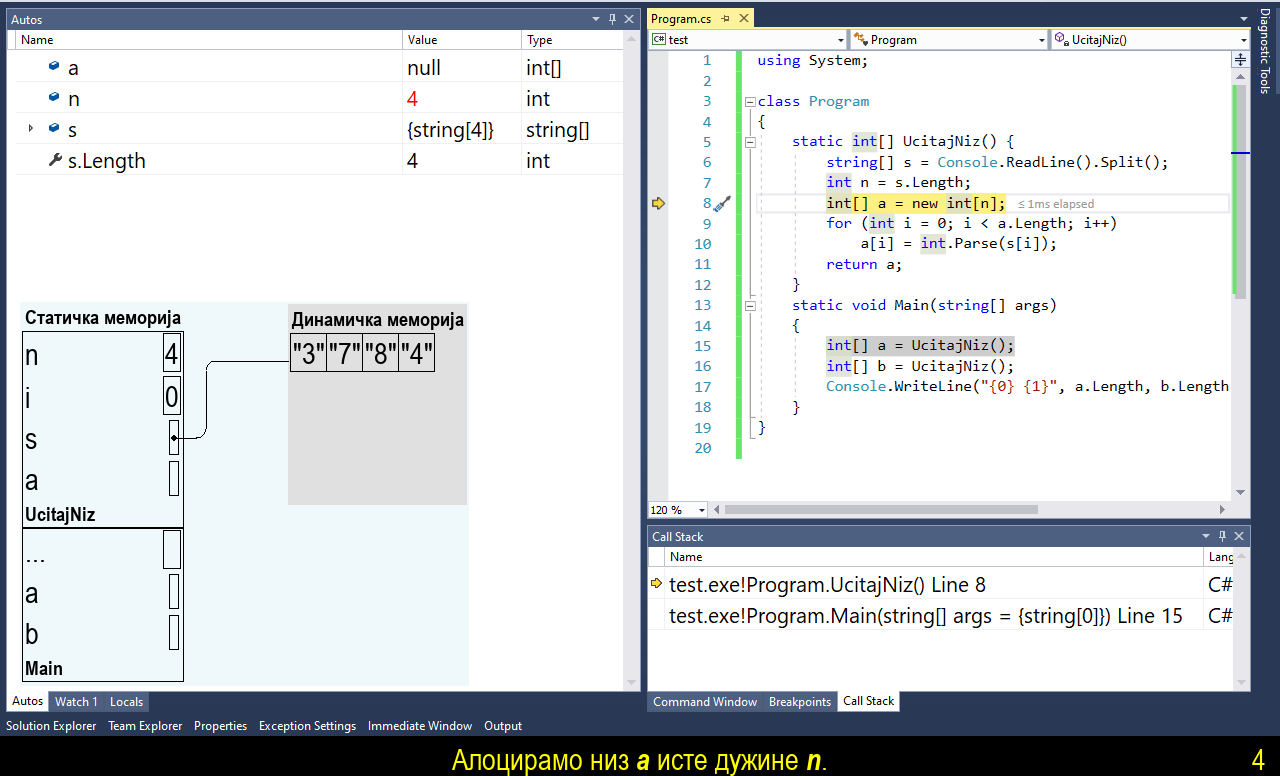 Autos
Name Value Type
a null int[]
n 4 int
s {string[4]} string[]
s.Length 4 int
Статичка меморија
n 4
i 0
s
a
UcitajNiz
...
a
b
Main
Динамичка меморија
"3" "7" "8" "4"
Autos Watch 1 Locals
Solution Explorer Team Explorer Properties Exception Settings Immediate Window Output
Program.cs
C# test Program UcitajNiz()
1 using System;
2
3 class Program
4 {
5 static int[] UcitajNiz() {
6 string[] s = Console.ReadLine().Split();
7 int n = s.Length;
8 int[] a = new int[n]; ≤ 1ms elapsed
9 for (int i = 0; i < a.Length; i++)
10 a[i] = int.Parse(s[i]);
11 return a;
12 }
13 static void Main(string[] args)
14 {
15 int[] a = UcitajNiz();
16 int[] b = UcitajNiz();
17 Console.WriteLine("{0} {1}", a.Length, b.Length
18 }
19 }
20
120 %
Call Stack
Name Lang
test.exe!Program.UcitajNiz() Line 8 C#
test.exe!Program.Main(string[] args = {string[0]}) Line 15 C#
Command Window Breakpoints Call Stack
Diagnostic Tools
Алоцирамо низ a исте дужине n. 4